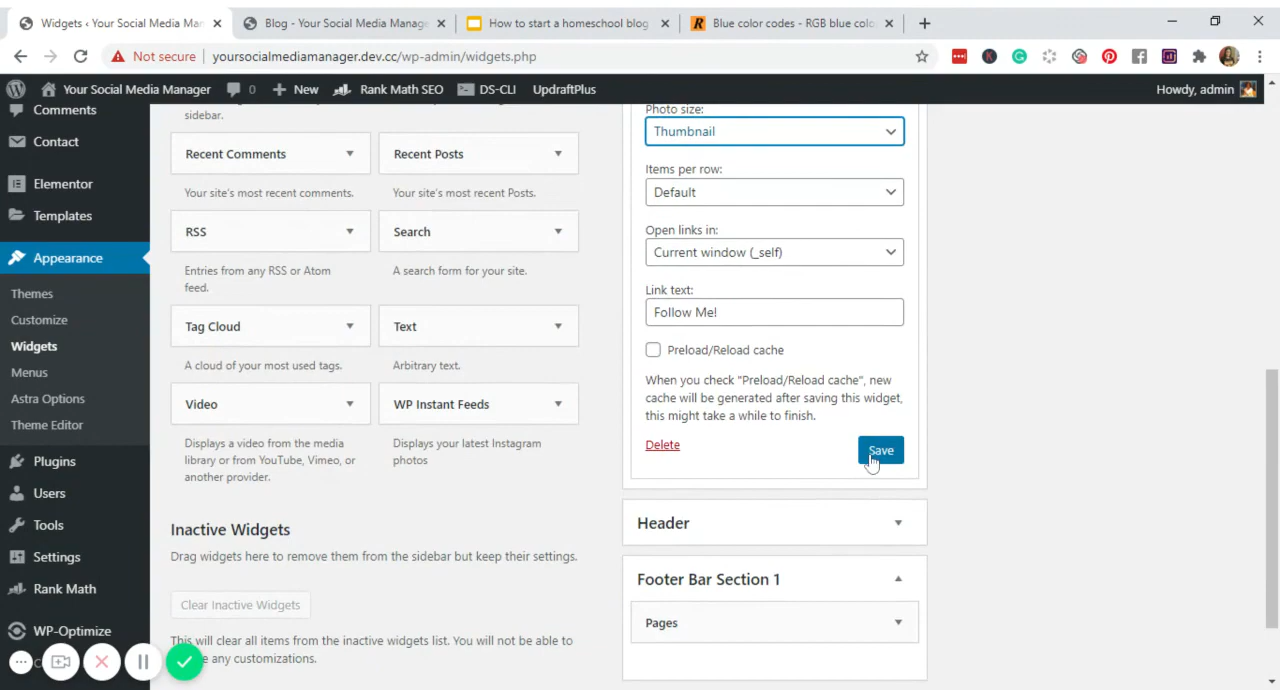 Widgets ‹ Your Social Media Man
Blog - Your Social Media Manage
How to start a homeschool blog
Blue color codes - RGB blue colo
Not secure
yoursocialmediamanager.dev.cc/wp-admin/widgets.php
Your Social Media Manager
0
New
Rank Math SEO
DS-CLI
UpdraftPlus
Howdy, admin
Comments
Contact
Elementor
Templates
Appearance
Themes
Customize
Widgets
Menus
Astra Options
Theme Editor
Plugins
Users
Tools
Settings
Rank Math
WP-Optimize
sidebar.
Recent Comments
Recent Posts
Your site's most recent comments.
Your site's most recent Posts.
RSS
Search
Entries from any RSS or Atom
feed.
A search form for your site.
Tag Cloud
Text
A cloud of your most used tags.
Arbitrary text.
Video
WP Instant Feeds
Displays a video from the media
library or from YouTube, Vimeo, or
another provider.
Displays your latest Instagram
photos
Inactive Widgets
Drag widgets here to remove them from the sidebar but keep their settings.
Clear Inactive Widgets
This will clear all items from the inactive widgets list. You will not be able to
any customizations.
Photo size:
Thumbnail
Items per row:
Default
Open links in:
Current window (_self)
Link text:
Follow Me!
Preload/Reload cache
When you check "Preload/Reload cache", new
cache will be generated after saving this widget,
this might take a while to finish.
Delete
Save
Header
Footer Bar Section 1
Pages